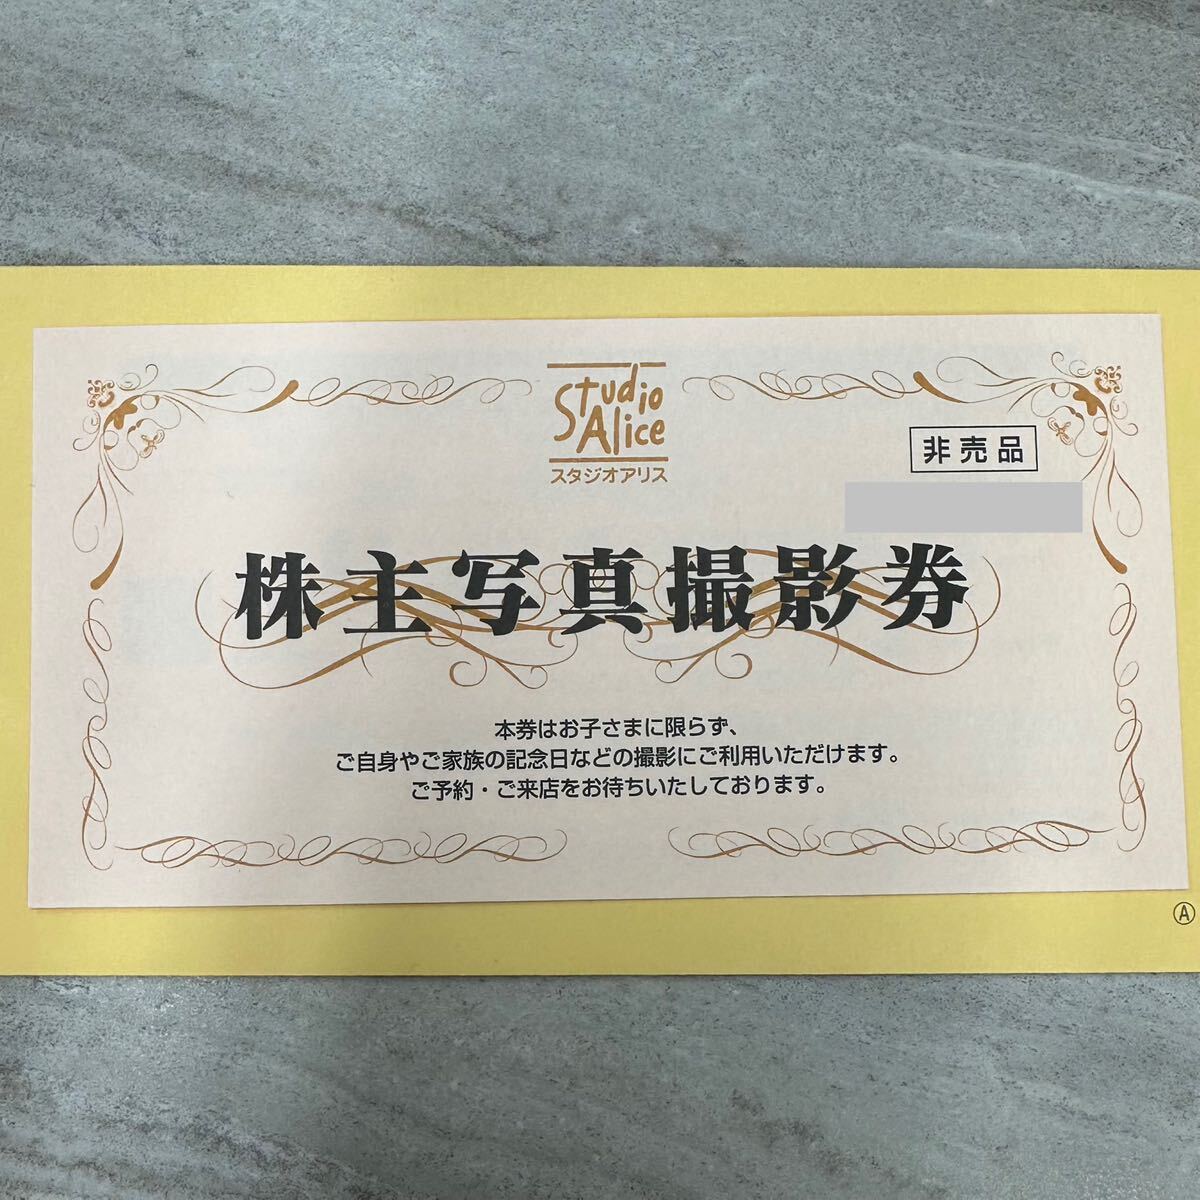 Studio
Alice
スタジオアリス
非売品
株主写真撮影券
本券はお子さまに限らず、
ご自身やご家族の記念日などの撮影にご利用いただけます。
ご予約・ご来店をお待ちいたしております。
Ⓐ